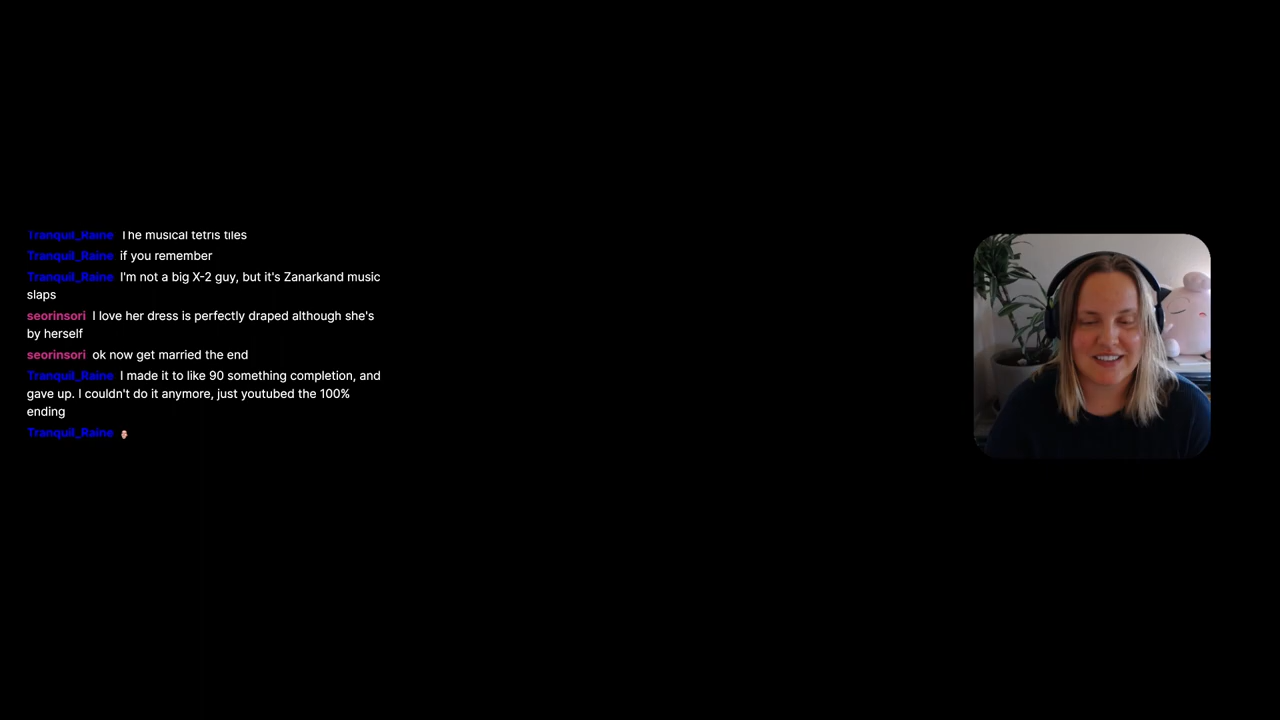 Tranquil_Raine The musical tetris tiles
Tranquil_Raine if you remember
Tranquil_Raine I'm not a big X-2 guy, but it's Zanarkand music
slaps
seorinsori I love her dress is perfectly draped although she's
by herself
seorinsori ok now get married the end
Tranquil_Raine I made it to like 90 something completion, and
gave up. I couldn't do it anymore, just youtubed the 100%
ending
Tranquil_Raine